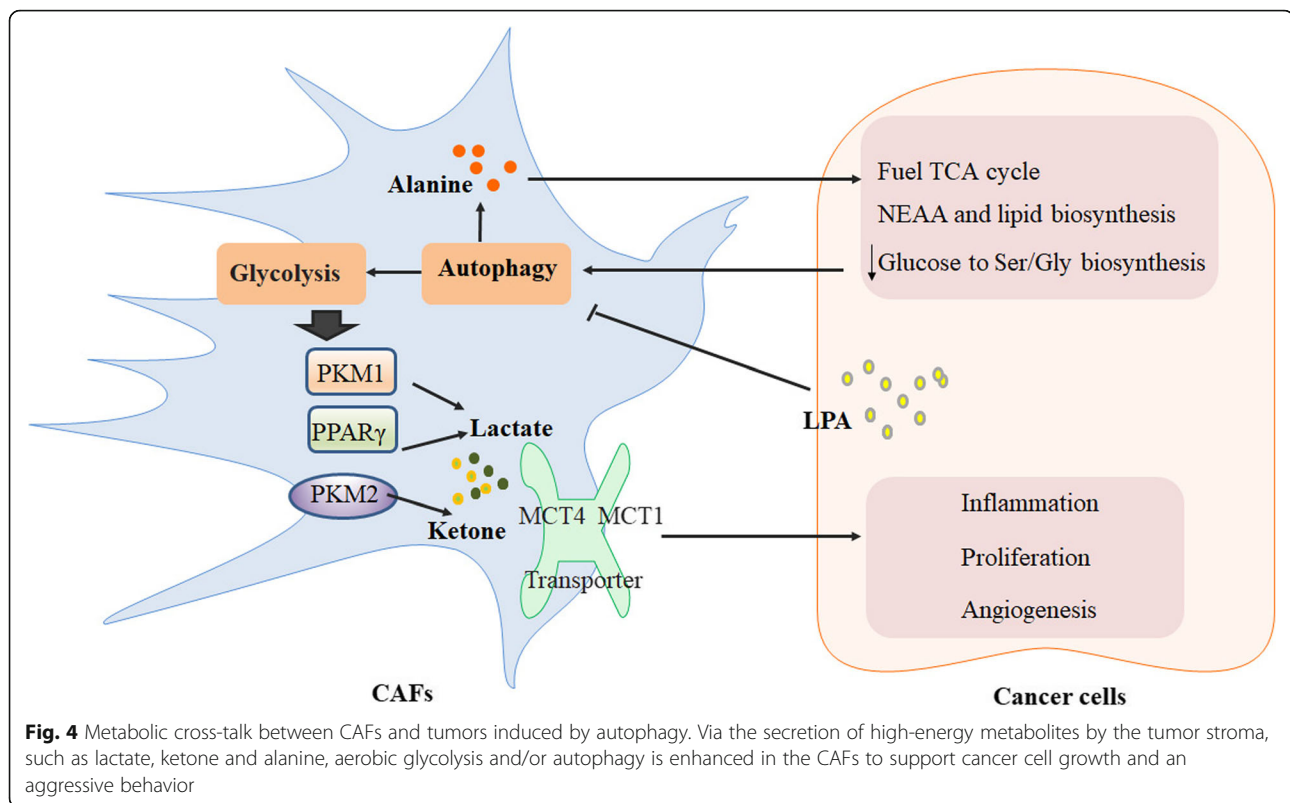 Alanine
Glycolysis
Autophagy
PKM1
PPARγ
PKM2
Lactate
Ketone
MCT4 MCT1
Transporter
CAFs
Fuel TCA cycle
NEAA and lipid biosynthesis
↓Glucose to Ser/Gly biosynthesis
LPA
Inflammation
Proliferation
Angiogenesis
Cancer cells
Fig. 4 Metabolic cross-talk between CAFs and tumors induced by autophagy. Via the secretion of high-energy metabolites by the tumor stroma,
such as lactate, ketone and alanine, aerobic glycolysis and/or autophagy is enhanced in the CAFs to support cancer cell growth and an
aggressive behavior